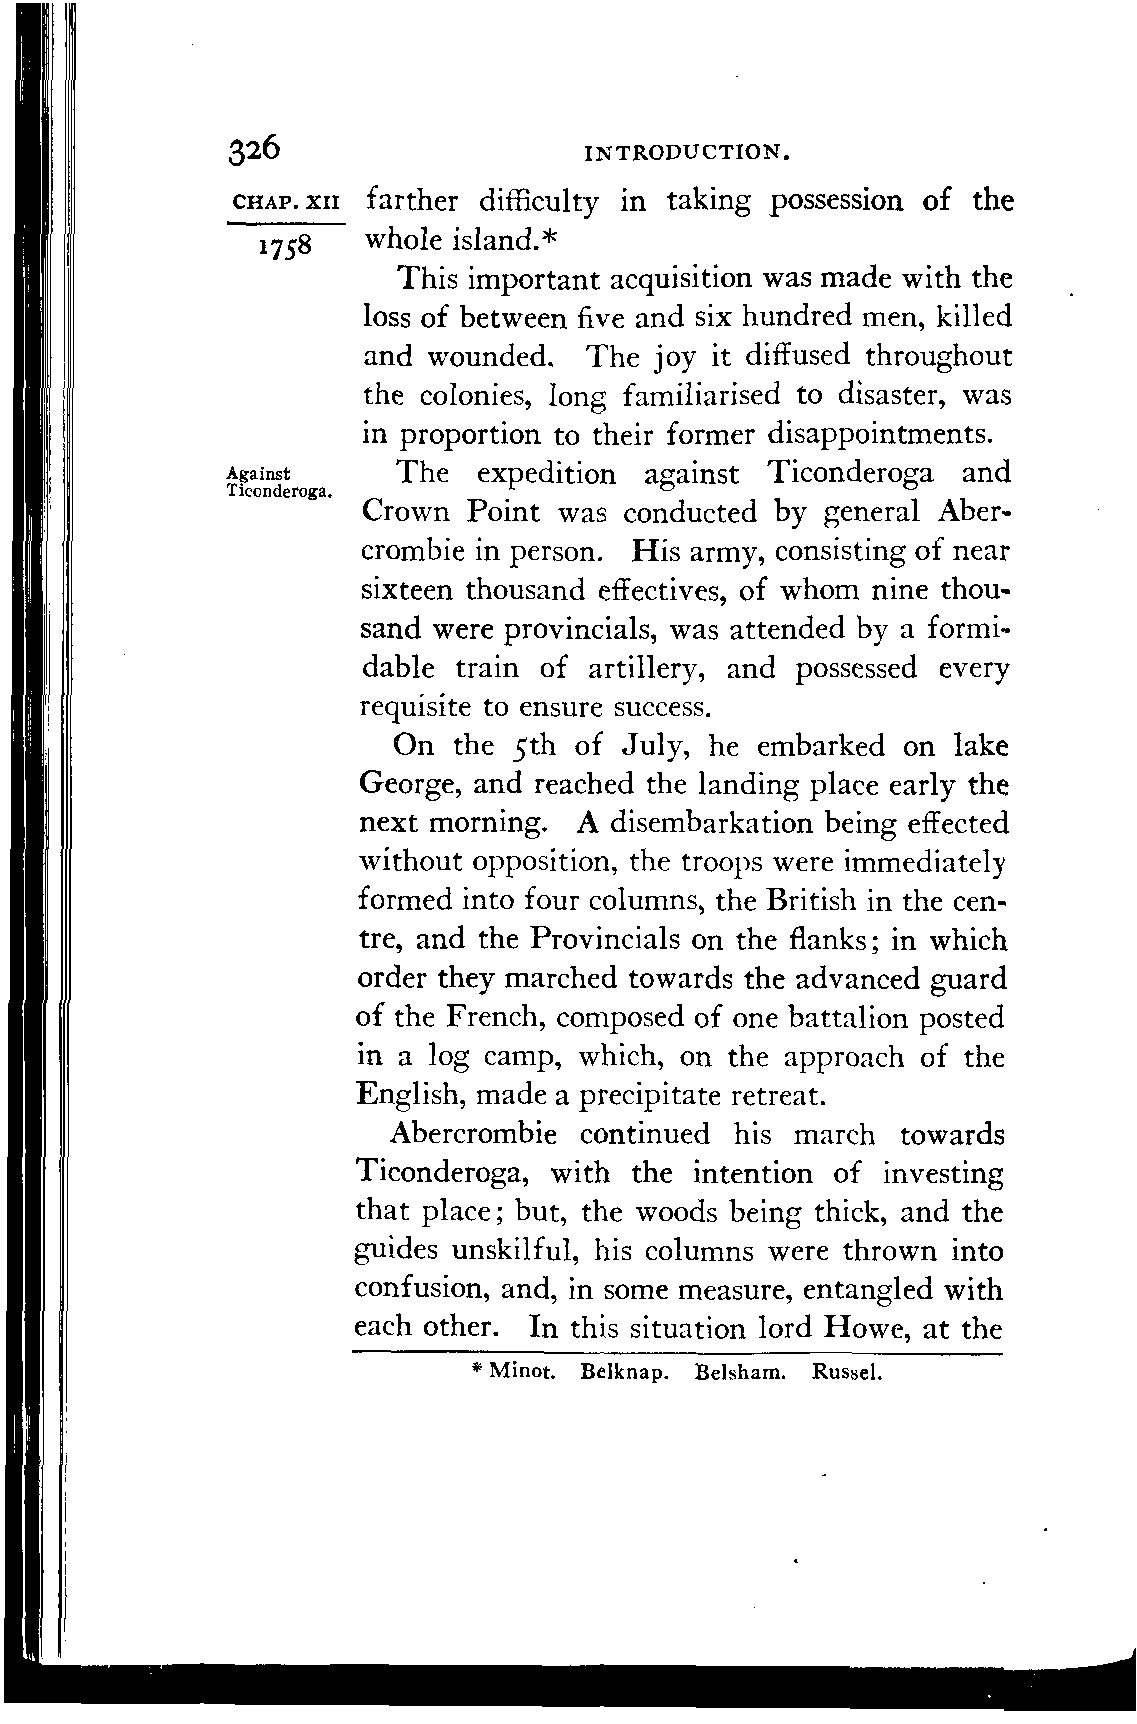 326 INTRODUCTION.
CHAP. XII farther difficulty in taking possession of the
1758 whole island.*
This important acquisition was made with the
loss of between five and six hundred men, killed
and wounded. The joy it diffused throughout
the colonies, long familiarised to disaster, was
in proportion to their former disappointments.
Against
Ticonderoga.
The expedition against Ticonderoga and
Crown Point was conducted by general Aber-
crombie in person. His army, consisting of near
sixteen thousand effectives, of whom nine thou-
sand were provincials, was attended by a formi-
dable train of artillery, and possessed every
requisite to ensure success.
On the 5th of July, he embarked on lake
George, and reached the landing place early the
next morning. A disembarkation being effected
without opposition, the troops were immediately
formed into four columns, the British in the cen-
tre, and the Provincials on the flanks; in which
order they marched towards the advanced guard
of the French, composed of one battalion posted
in a log camp, which, on the approach of the
English, made a precipitate retreat.
Abercrombie continued his march towards
Ticonderoga, with the intention of investing
that place; but, the woods being thick, and the
guides unskilful, his columns were thrown into
confusion, and, in some measure, entangled with
each other. In this situation lord Howe, at the
* Minot. Belknap. Belsham. Russel.